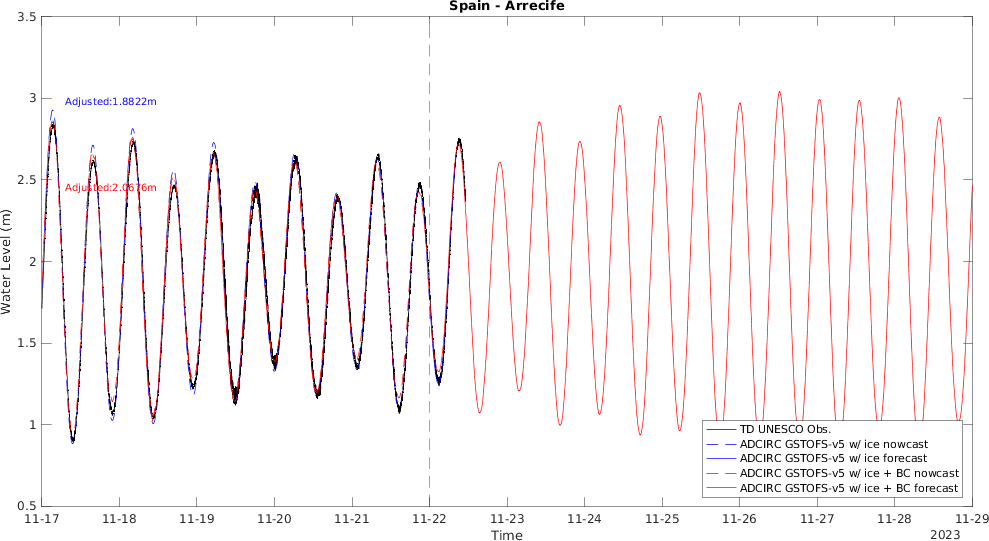 Spain - Arrecife
3.5
3
2.5
2
1.5
1
0.5
Water Level (m)
Adjusted:1.8822m
Adjusted:2.0676m
TD UNESCO Obs.
ADCIRC GSTOFS-v5 w/ ice nowcast
ADCIRC GSTOFS-v5 w/ ice forecast
ADCIRC GSTOFS-v5 w/ ice + BC nowcast
ADCIRC GSTOFS-v5 w/ ice + BC forecast
11-17 11-18 11-19 11-20 11-21 11-22 11-23 11-24 11-25 11-26 11-27 11-28 11-29
Time
2023